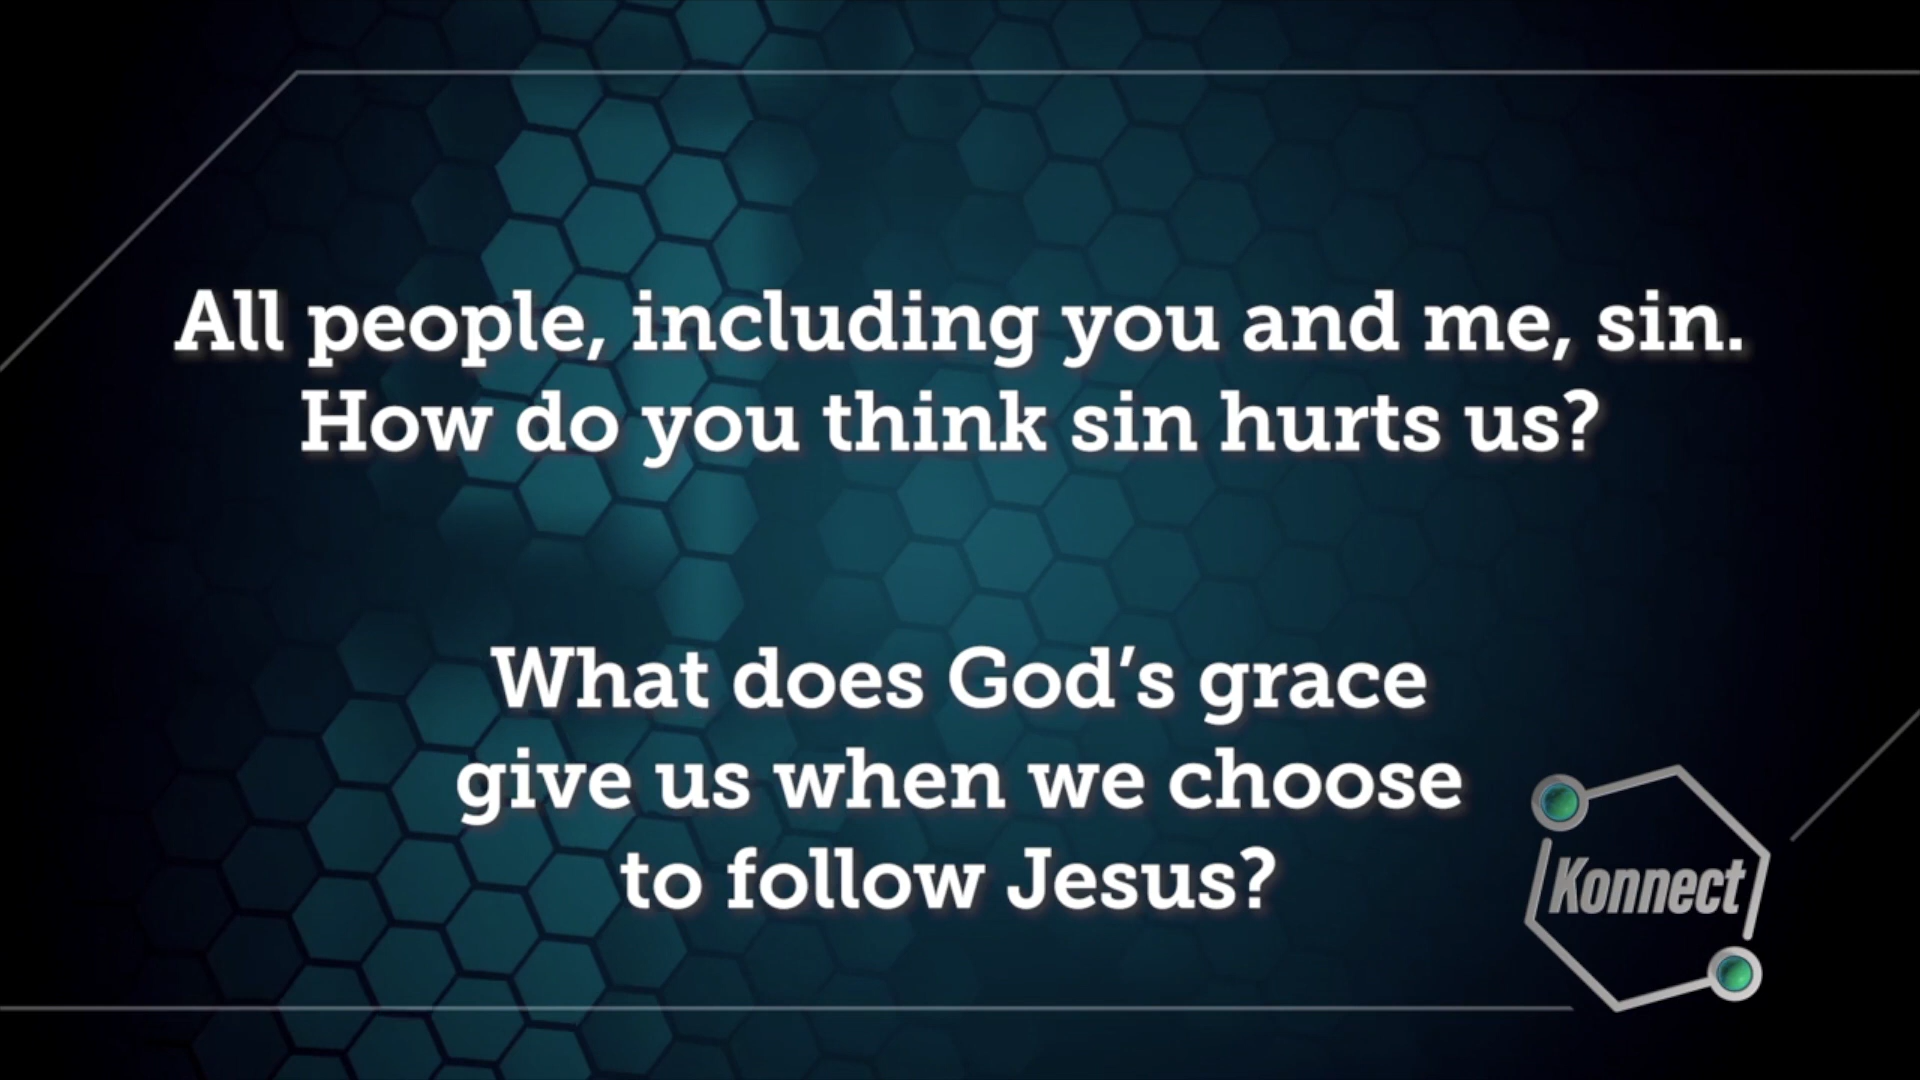 All people, including you and me, sin.
How do you think sin hurts us?
What does God’s grace
give us when we choose
to follow Jesus?
Konnect